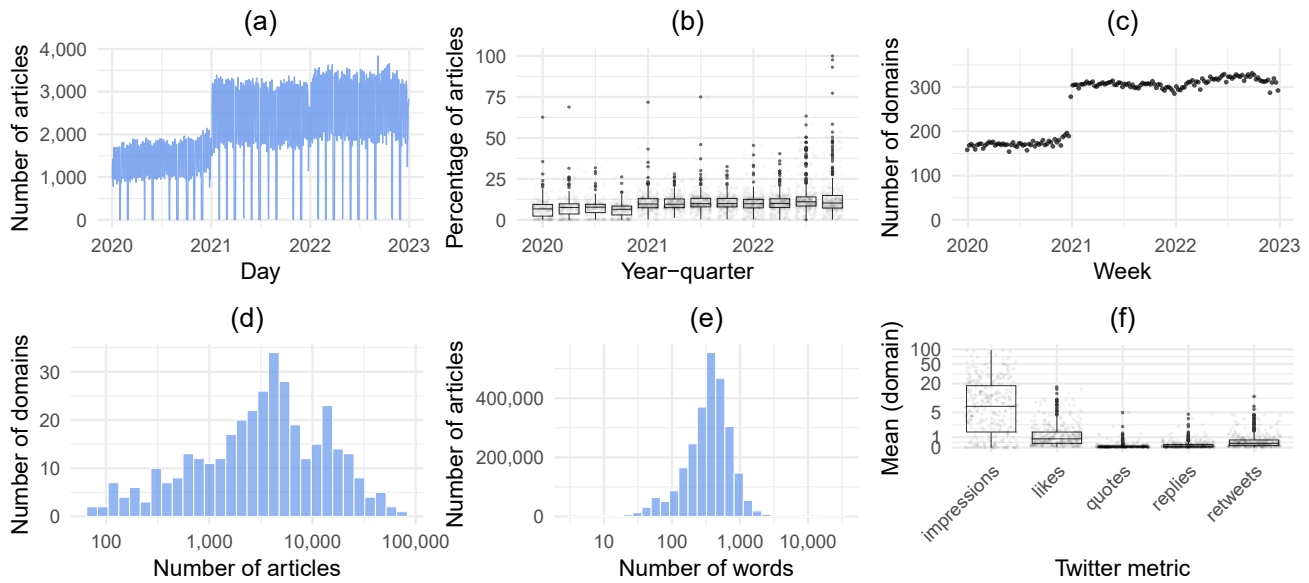 (a)
Number of articles
4,000
3,000
2,000
1,000
0
2020
2021
2022
2023
Day
(b)
Percentage of articles
100
75
50
25
0
2020
2021
2022
Year−quarter
(c)
Number of domains
300
200
100
0
2020
2021
2022
2023
Week
(d)
Number of domains
30
20
10
0
100
1,000
10,000
100,000
Number of articles
(e)
Number of articles
400,000
200,000
0
10
100
1,000
10,000
Number of words
(f)
Mean (domain)
100
50
20
5
1
0
impressions
likes
quotes
replies
retweets
Twitter metric